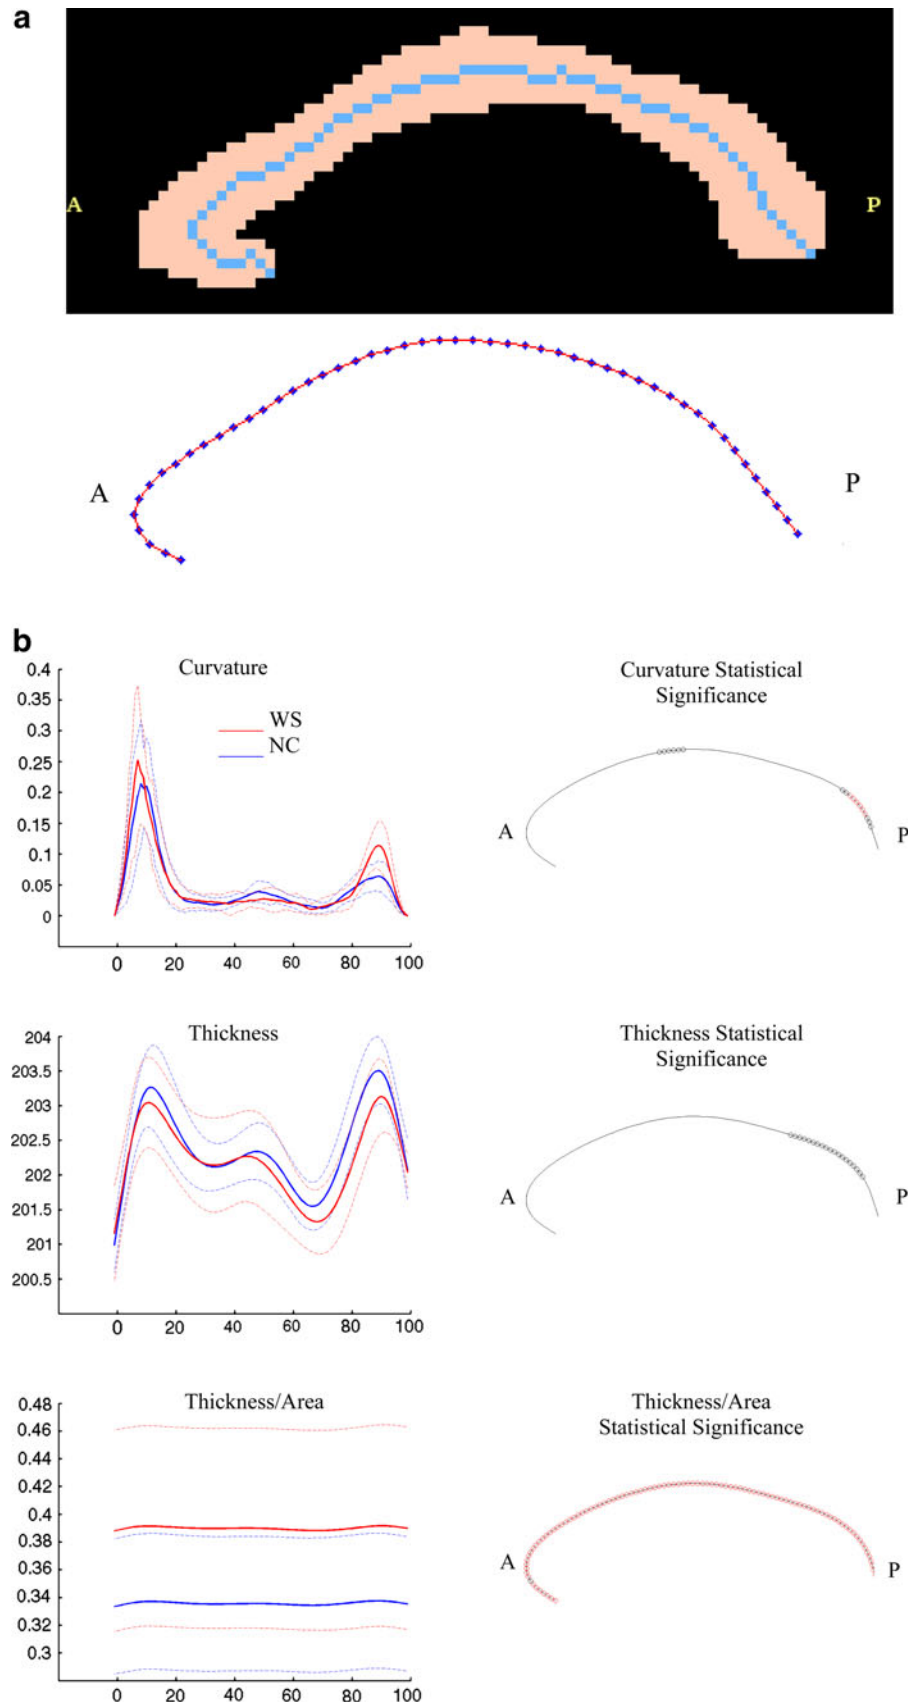 a
A P
A P
b
Curvature
0.4
0.35
0.3
0.25
0.2
0.15
0.1
0.05
0
WS
NC
0 20 40 60 80 100
Curvature Statistical
Significance
A P
Thickness
204
203.5
203
202.5
202
201.5
201
200.5
0 20 40 60 80 100
Thickness Statistical
Significance
A P
Thickness/Area
0.48
0.46
0.44
0.42
0.4
0.38
0.36
0.34
0.32
0.3
0 20 40 60 80 100
Thickness/Area
Statistical Significance
A P